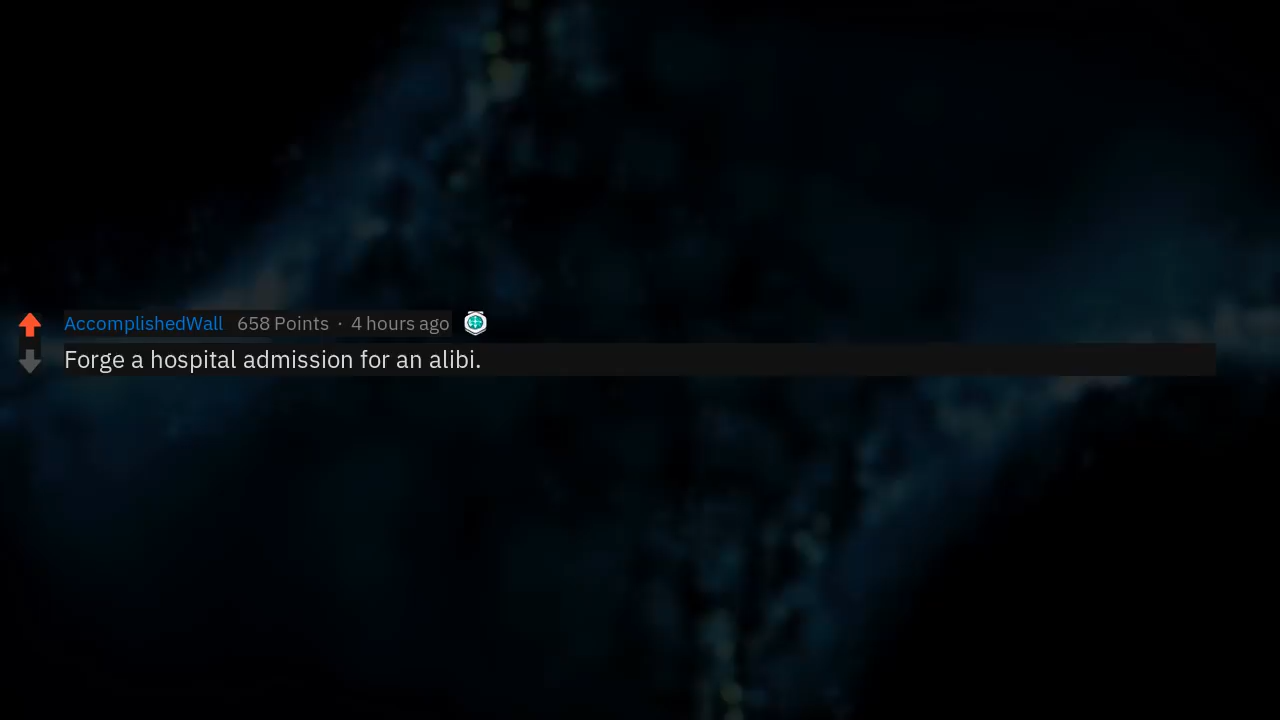 AccomplishedWall 658 Points · 4 hours ago
Forge a hospital admission for an alibi.